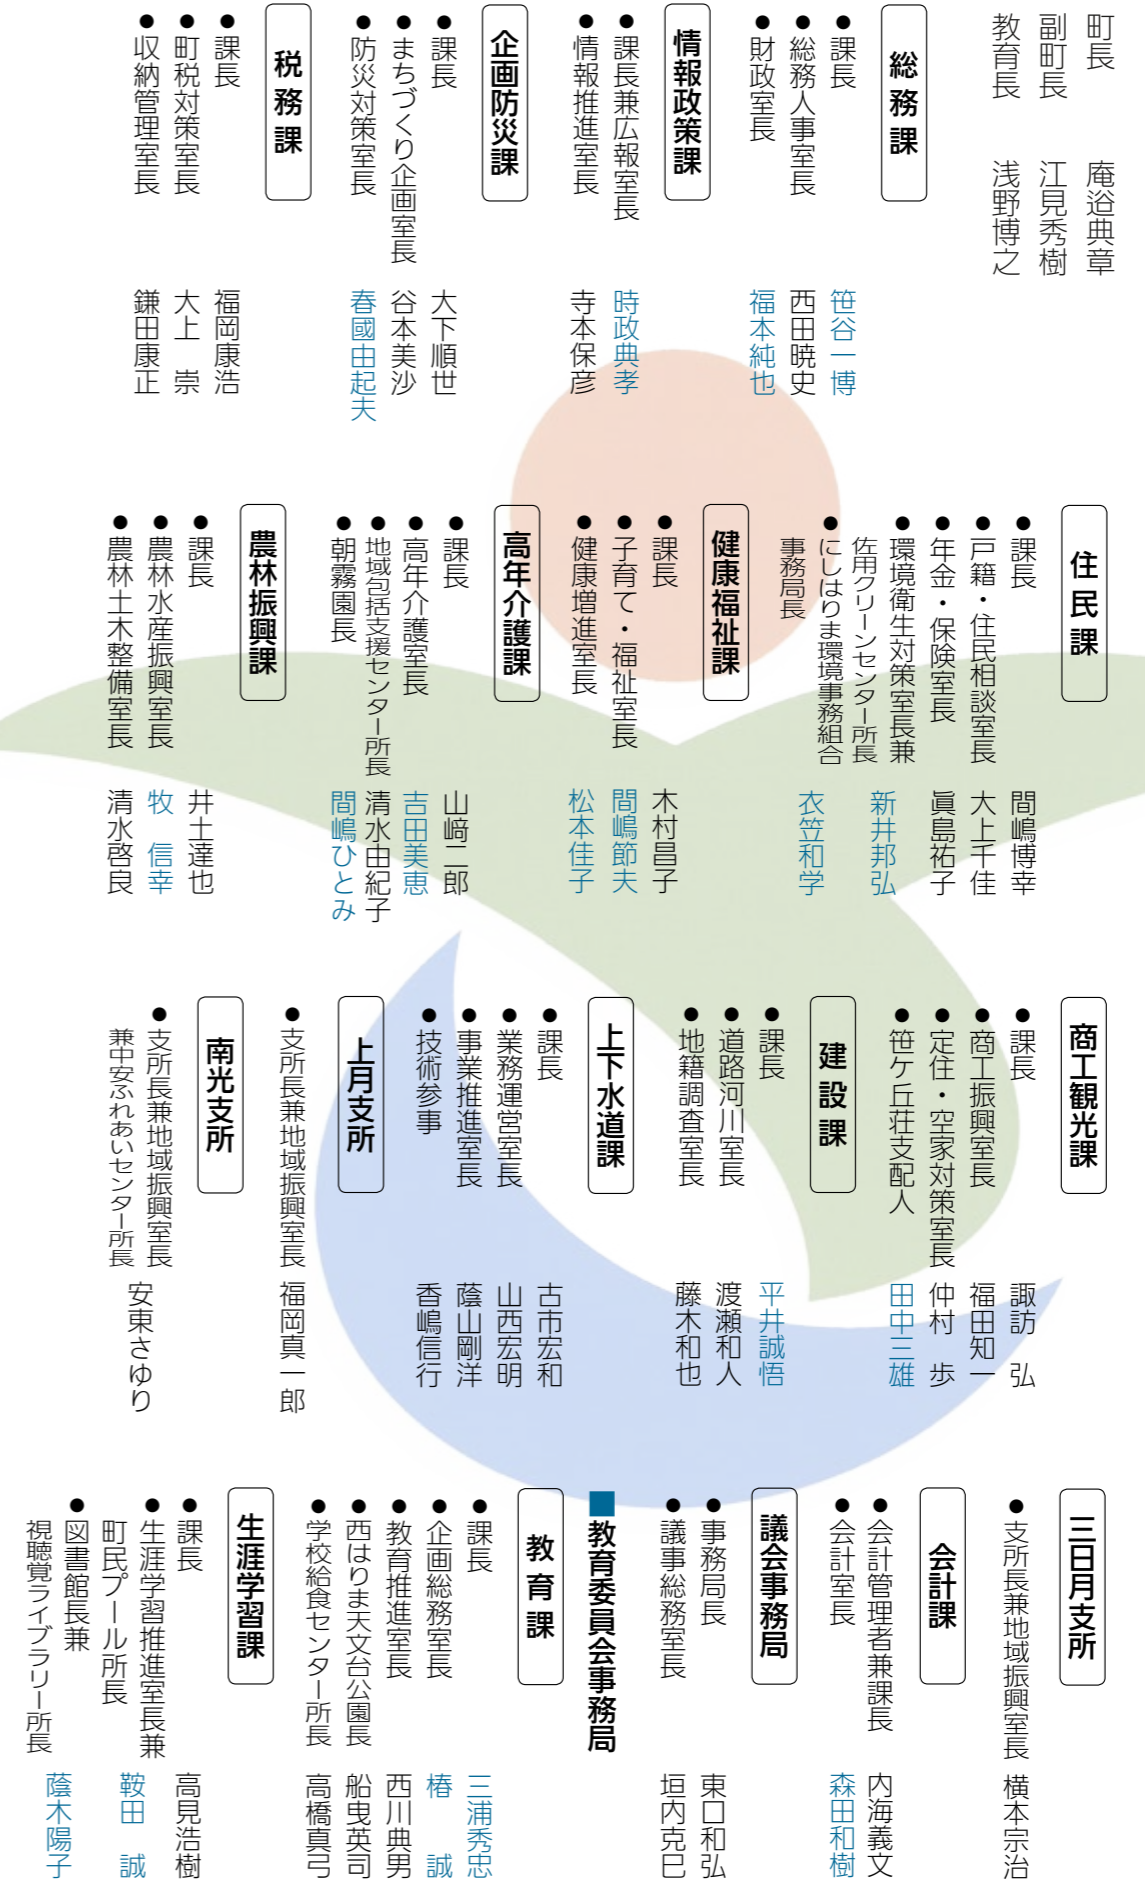 町長　庵逧典章
副町長　江見秀樹
教育長　浅野博之
総務課
●課長　笹谷一博
●総務人事室長　西田暁史
●財政室長　福本純也
情報政策課
●課長兼広報室長　時政典孝
●情報推進室長　寺本保彦
企画防災課
●課長　大下順世
●まちづくり企画室長　谷本美沙
●防災対策室長　春國由起夫
税務課
●課長　福岡康浩
●町税対策室長　大上　崇
●収納管理室長　鎌田康正
住民課
●課長　間嶋博幸
●戸籍・住民相談室長　大上千佳
●年金・保険室長　眞島祐子
●環境衛生対策室長兼
佐用クリーンセンター所長　新井邦弘
●にしはりま環境事務組合
事務局長　衣笠和学
健康福祉課
●課長　木村昌子
●子育て・福祉室長　間嶋節夫
●健康増進室長　松本佳子
高年介護課
●課長　山﨑二郎
●高年介護室長　吉田美恵
●地域包括支援センター所長　清水由紀子
●朝霧園長　間嶋ひとみ
農林振興課
●課長　井土達也
●農林水産振興室長　牧　信幸
●農林土木整備室長　清水啓良
商工観光課
●課長　諏訪　弘
●商工振興室長　福田知一
●定住・空家対策室長　仲村　歩
●笹ケ丘荘支配人　田中三雄
建設課
●課長　平井誠悟
●道路河川室長　渡瀬和人
●地籍調査室長　藤木和也
上下水道課
●課長　古市宏和
●業務運営室長　山西宏明
●事業推進室長　蔭山剛洋
●技術参事　香嶋信行
上月支所
●支所長兼地域振興室長　福岡真一郎
南光支所
●支所長兼地域振興室長
兼中安ふれあいセンター所長　安東さゆり
三日月支所
●支所長兼地域振興室長　横本宗治
会計課
●会計管理者兼課長　内海義文
●会計室長　森田和樹
議会事務局
●事務局長　東口和弘
●議事総務室長　垣内克巳
■教育委員会事務局
教育課
●課長　三浦秀忠
●企画総務室長　椿　誠
●教育推進室長　西川典男
●西はりま天文台公園長　船曳英司
●学校給食センター所長　高橋真弓
生涯学習課
●課長　高見浩樹
●生涯学習推進室長兼
町民プール所長　鞍田　誠
●図書館長兼
視聴覚ライブラリー所長　蔭木陽子